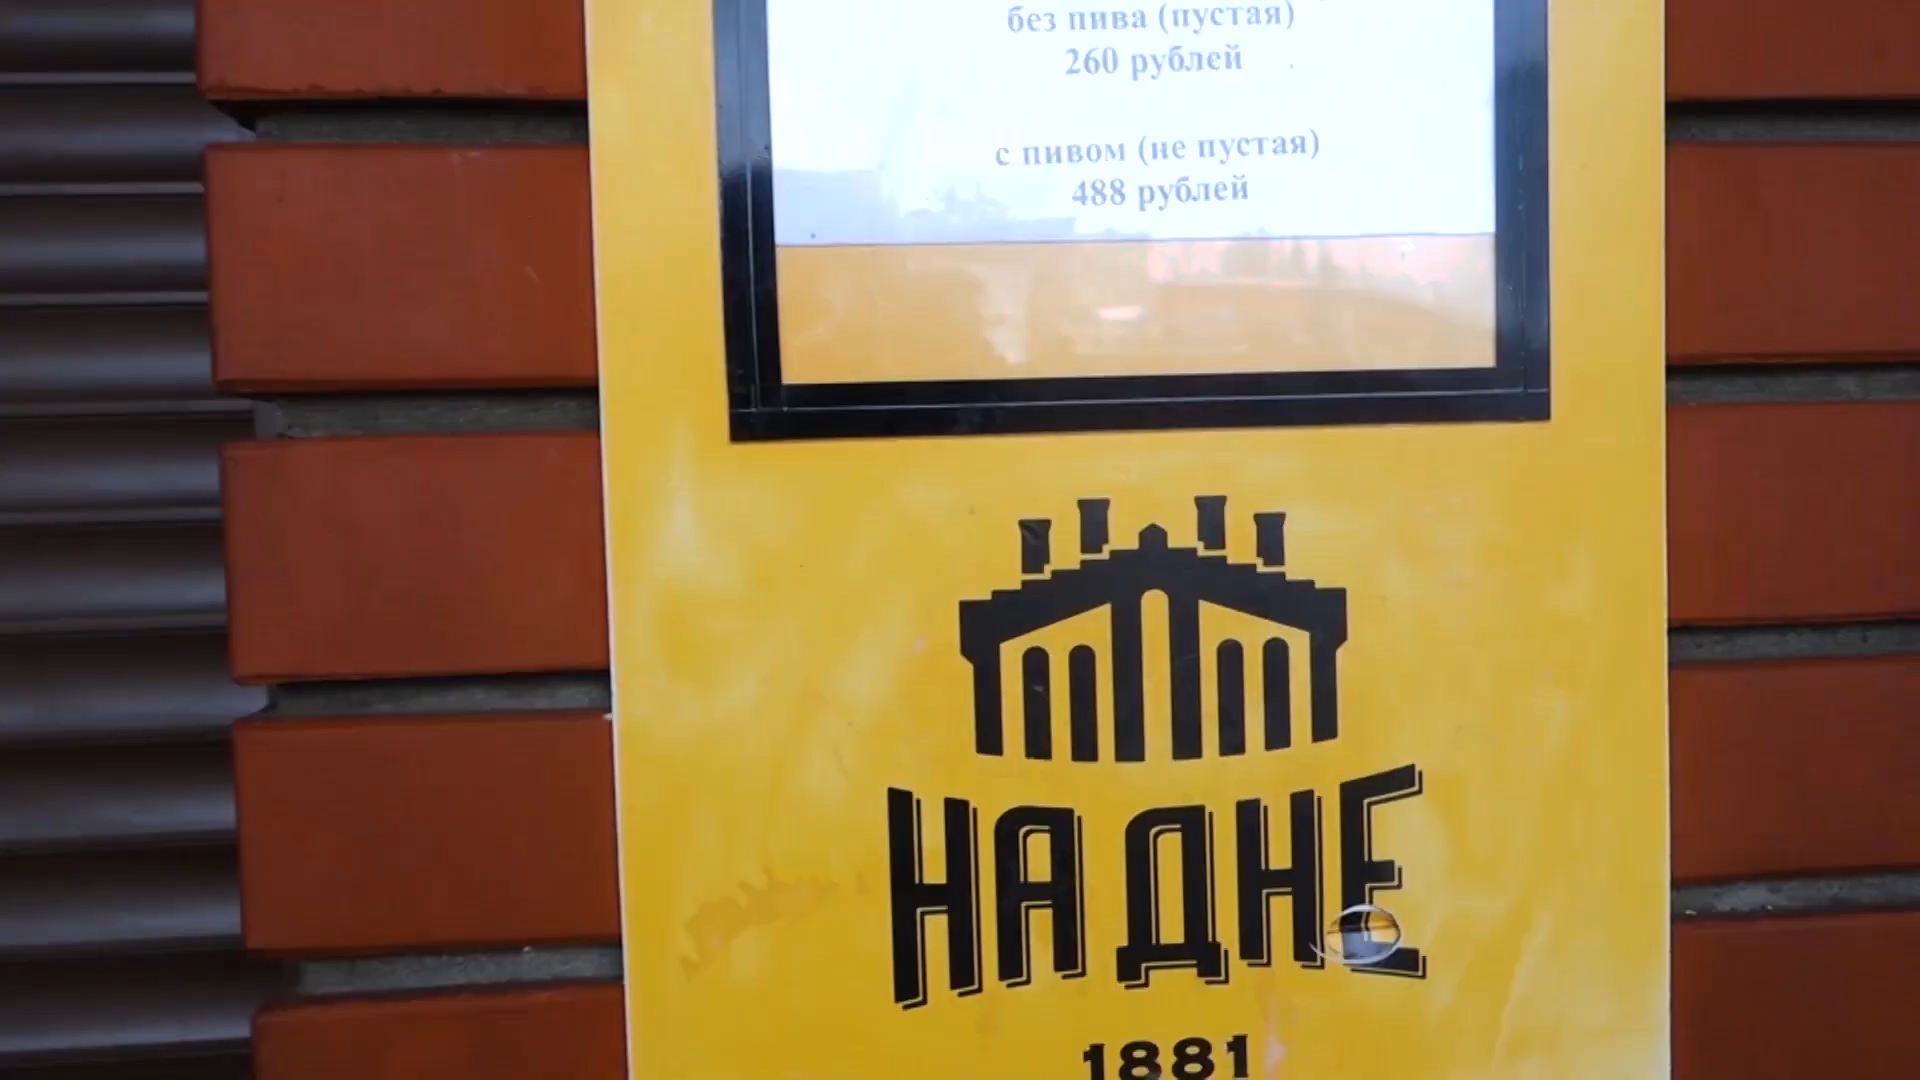 без пива (пустая)
260 рублей
с пивом (не пустая)
488 рублей
НА ДНЕ
1881